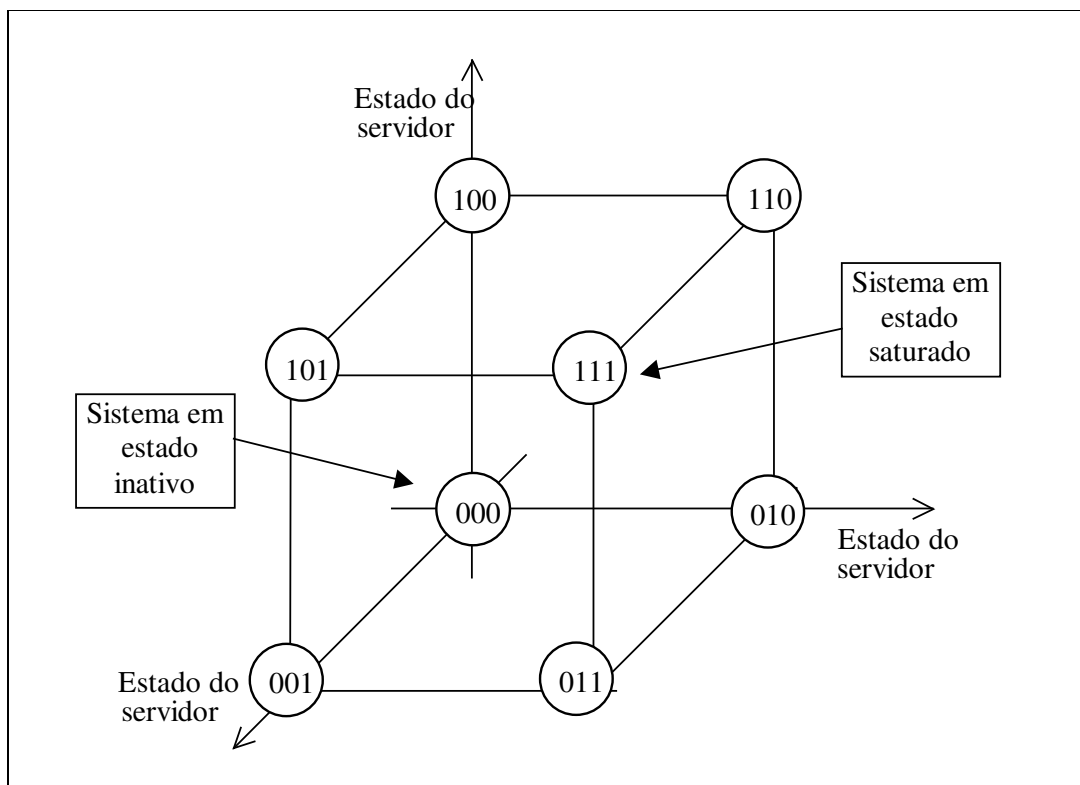 Estado do
servidor
100
110
Sistema em
estado
saturado
101
111
Sistema em
estado
inativo
000
010
Estado do
servidor
Estado do
servidor
001
011